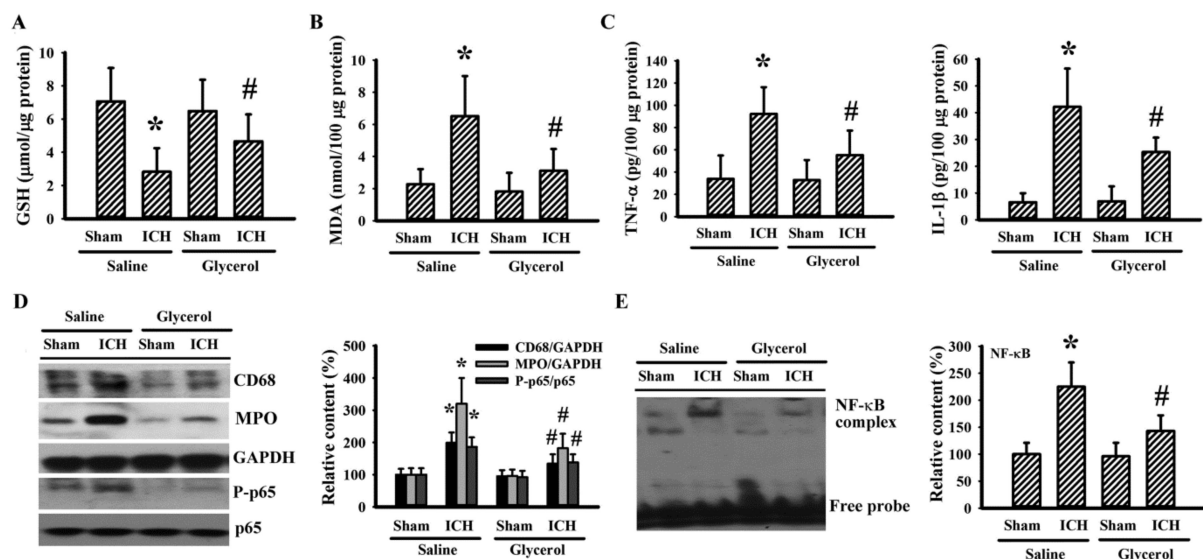 A
GSH (μmol/μg protein)
10
8
6
4
2
0
*
#
Sham ICH Sham ICH
Saline Glycerol
B
MDA (nmol/100 μg protein)
10
8
6
4
2
0
*
#
Sham ICH Sham ICH
Saline Glycerol
C
TNF-α (pg/100 μg protein)
140
120
100
80
60
40
20
0
*
#
Sham ICH Sham ICH
Saline Glycerol
IL-1β (pg/100 μg protein)
60
50
40
30
20
10
0
*
#
Sham ICH Sham ICH
Saline Glycerol
D
Saline Glycerol
Sham ICH Sham ICH
CD68
MPO
GAPDH
P-p65
p65
Relative content (%)
500
400
300
200
100
0
CD68/GAPDH
MPO/GAPDH
P-p65/p65
* * *
# # #
Sham ICH Sham ICH
Saline Glycerol
E
Saline Glycerol
Sham ICH Sham ICH
NF-κB
complex
Free probe
Relative content (%)
300
250
200
150
100
50
0
NF-κB
*
#
Sham ICH Sham ICH
Saline Glycerol